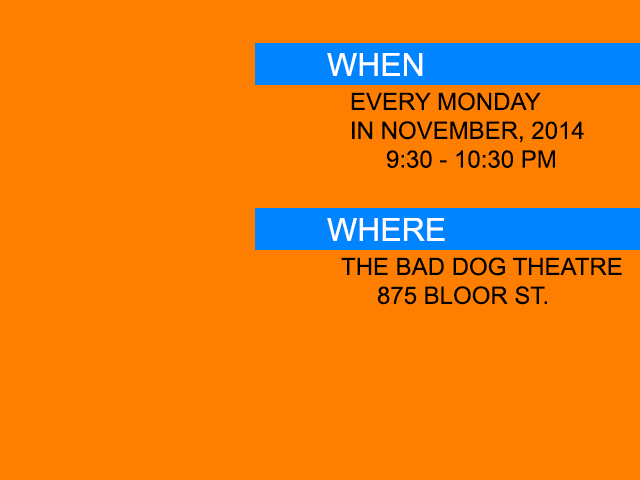 WHEN
EVERY MONDAY
IN NOVEMBER, 2014
9:30 - 10:30 PM
WHERE
THE BAD DOG THEATRE
875 BLOOR ST.